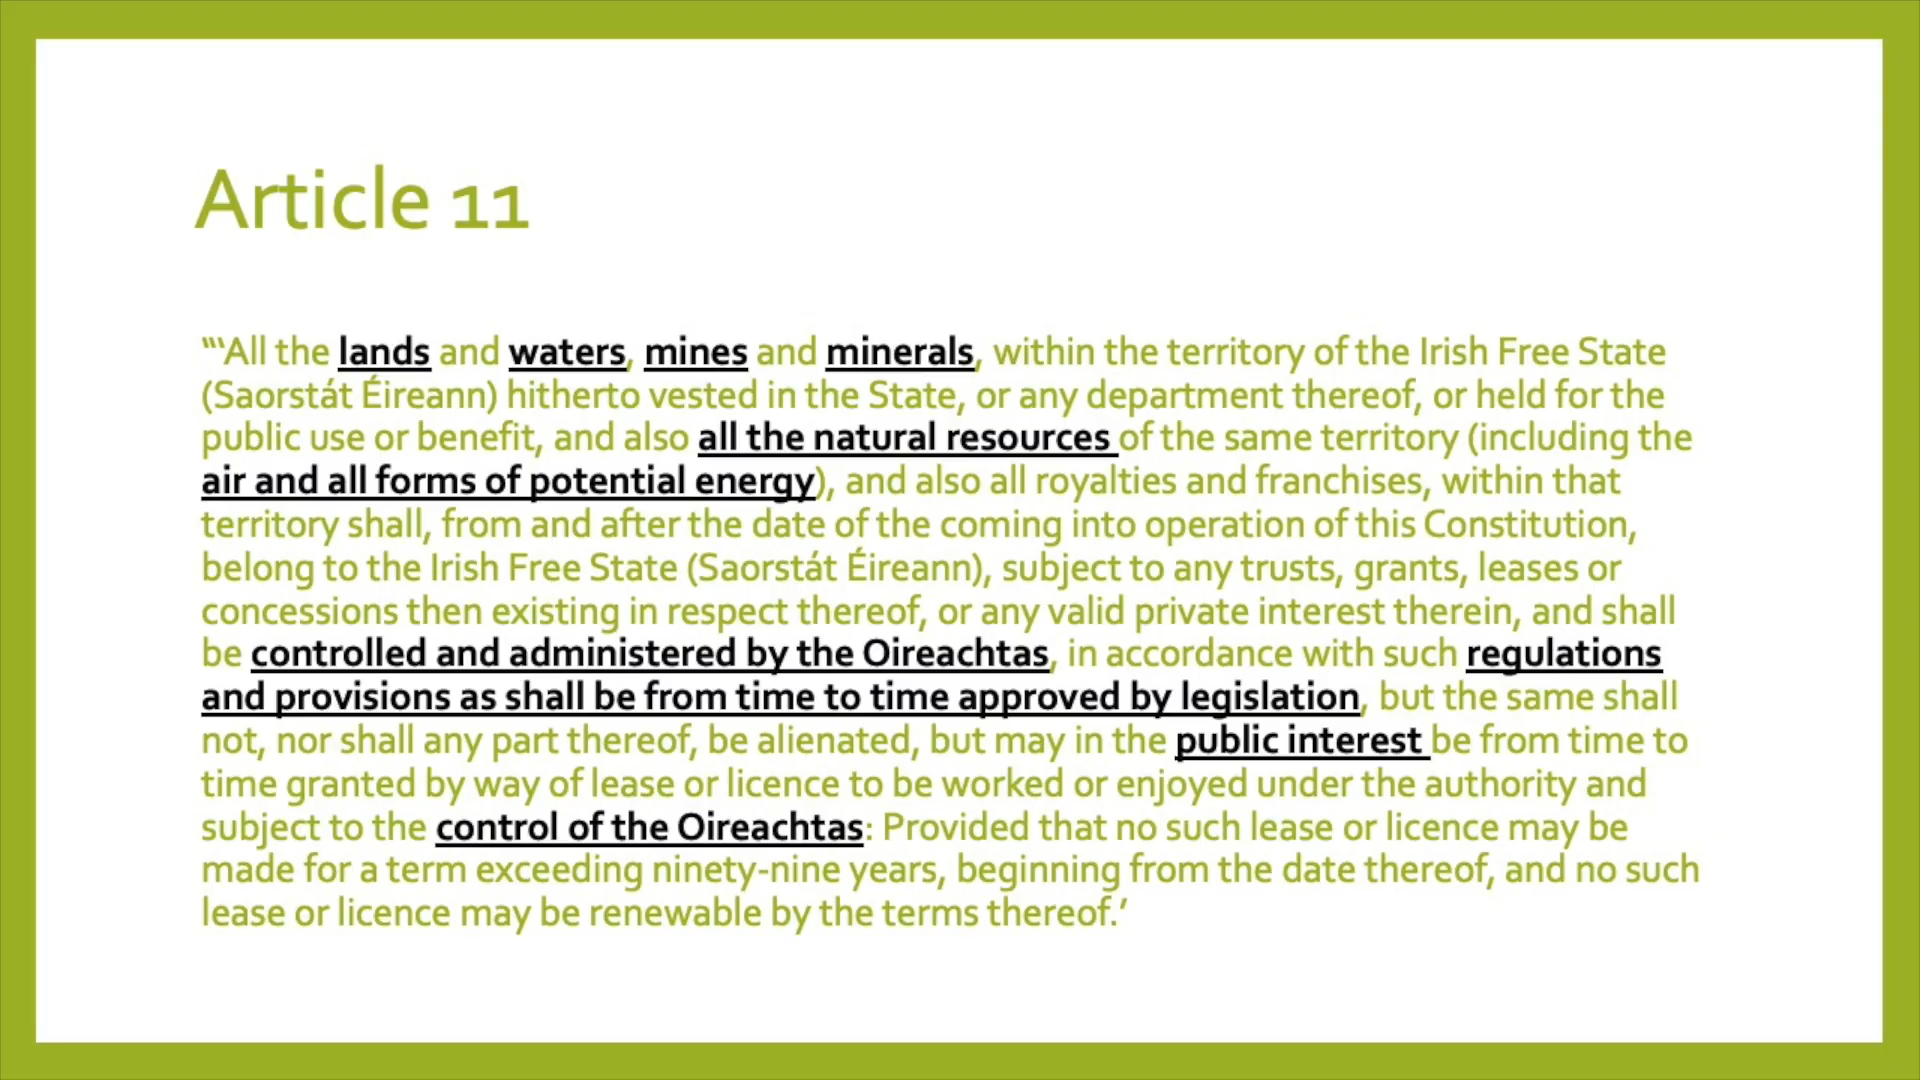 Article 11
"'All the lands and waters, mines and minerals, within the territory of the Irish Free State
(Saorstát Éireann) hitherto vested in the State, or any department thereof, or held for the
public use or benefit, and also all the natural resources of the same territory (including the
air and all forms of potential energy), and also all royalties and franchises, within that
territory shall, from and after the date of the coming into operation of this Constitution,
belong to the Irish Free State (Saorstát Éireann), subject to any trusts, grants, leases or
concessions then existing in respect thereof, or any valid private interest therein, and shall
be controlled and administered by the Oireachtas, in accordance with such regulations
and provisions as shall be from time to time approved by legislation, but the same shall
not, nor shall any part thereof, be alienated, but may in the public interest be from time to
time granted by way of lease or licence to be worked or enjoyed under the authority and
subject to the control of the Oireachtas: Provided that no such lease or licence may be
made for a term exceeding ninety-nine years, beginning from the date thereof, and no such
lease or licence may be renewable by the terms thereof.'